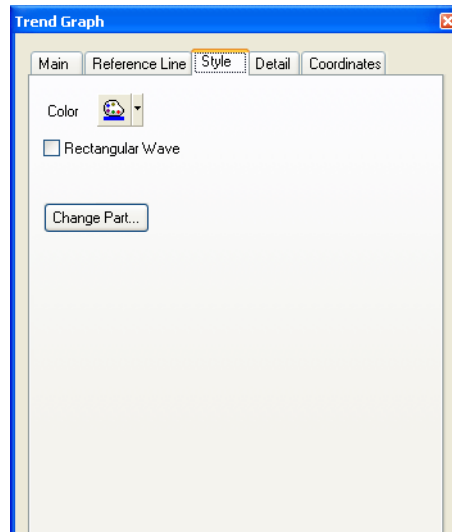 Trend Graph
Main Reference Line Style Detail Coordinates
Color
Rectangular Wave
Change Part...